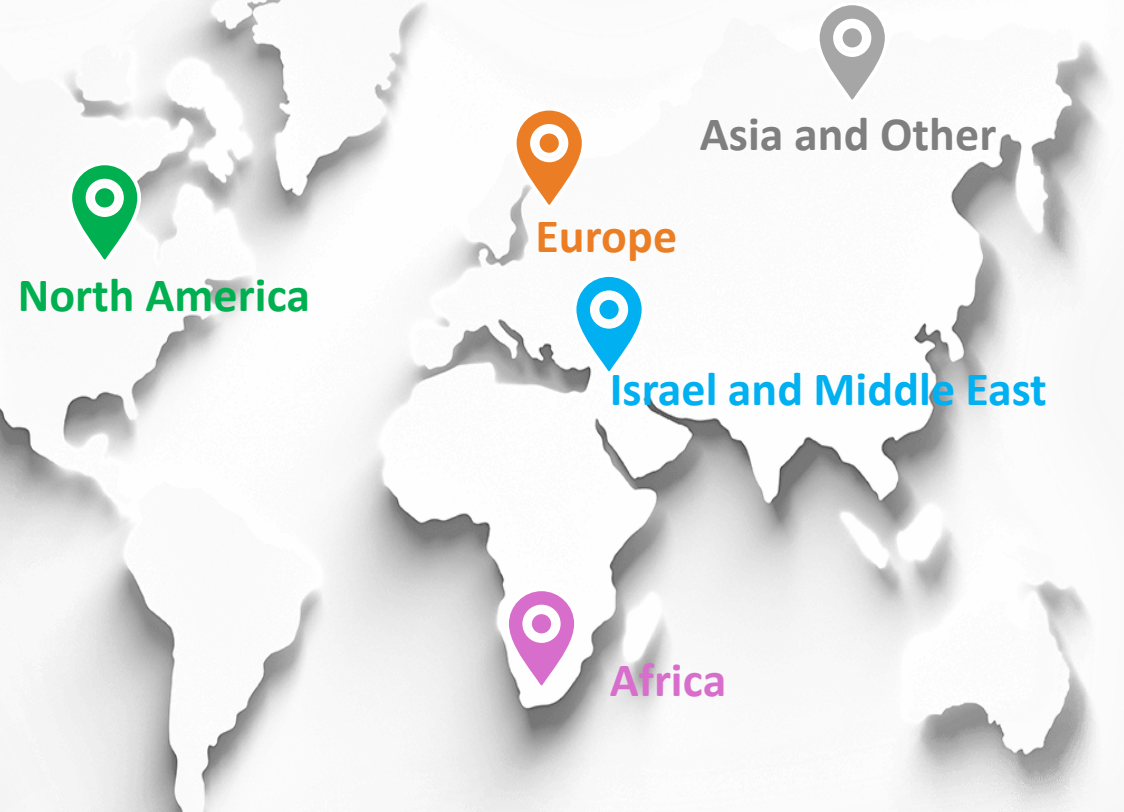 Asia and Other
Europe
North America
Israel and Middle East
Africa